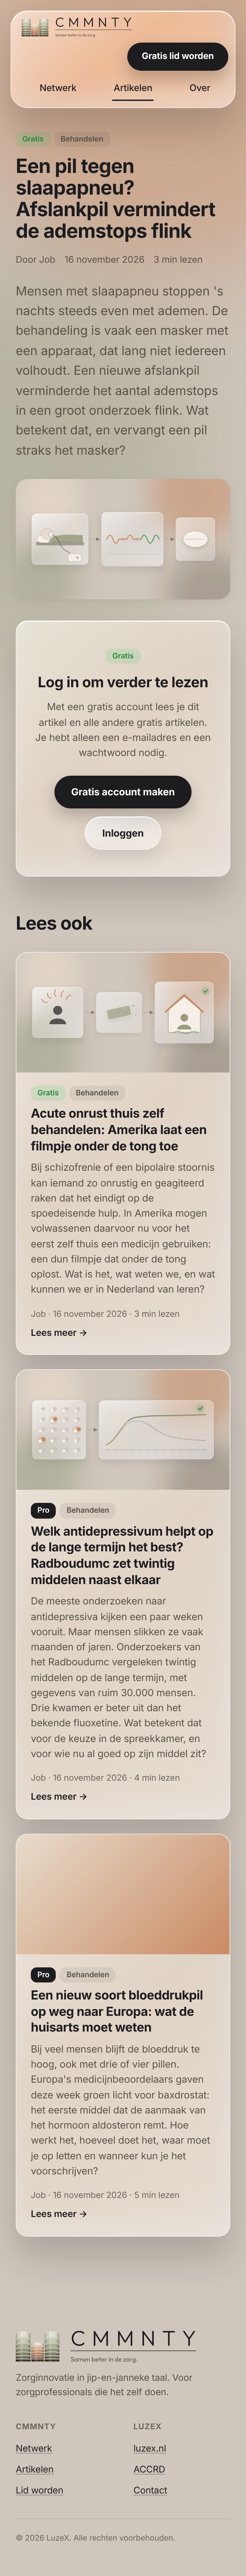 CMMNTY
Samen beter in de zorg.
Gratis lid worden
Netwerk Artikelen Over
Gratis Behandelen
Een pil tegen
slaapapneu?
Afslankpil vermindert
de ademstops flink
Door Job 16 november 2026 3 min lezen
Mensen met slaapapneu stoppen 's
nachts steeds even met ademen. De
behandeling is vaak een masker met
een apparaat, dat lang niet iedereen
volhoudt. Een nieuwe afslankpil
verminderde het aantal ademstops
in een groot onderzoek flink. Wat
betekent dat, en vervangt een pil
straks het masker?
Gratis
Log in om verder te lezen
Met een gratis account lees je dit
artikel en alle andere gratis artikelen.
Je hebt alleen een e-mailadres en een
wachtwoord nodig.
Gratis account maken
Inloggen
Lees ook
Gratis Behandelen
Acute onrust thuis zelf
behandelen: Amerika laat een
filmpje onder de tong toe
Bij schizofrenie of een bipolaire stoornis
kan iemand zo onrustig en geagiteerd
raken dat het eindigt op de
spoedeisende hulp. In Amerika mogen
volwassenen daarvoor nu voor het
eerst zelf thuis een medicijn gebruiken:
een dun filmpje dat onder de tong
oplost. Wat is het, wat weten we, en wat
kunnen we er in Nederland van leren?
Job · 16 november 2026 · 3 min lezen
Lees meer →
Pro Behandelen
Welk antidepressivum helpt op
de lange termijn het best?
Radboudumc zet twintig
middelen naast elkaar
De meeste onderzoeken naar
antidepressiva kijken een paar weken
vooruit. Maar mensen slikken ze vaak
maanden of jaren. Onderzoekers van
het Radboudumc vergeleken twintig
middelen op de lange termijn, met
gegevens van ruim 30.000 mensen.
Drie kwamen er beter uit dan het
bekende fluoxetine. Wat betekent dat
voor de keuze in de spreekkamer, en
voor wie nu al goed op zijn middel zit?
Job · 16 november 2026 · 4 min lezen
Lees meer →
Pro Behandelen
Een nieuw soort bloeddrukpil
op weg naar Europa: wat de
huisarts moet weten
Bij veel mensen blijft de bloeddruk te
hoog, ook met drie of vier pillen.
Europa's medicijnbeoordelaars gaven
deze week groen licht voor baxdrostat:
het eerste middel dat de aanmaak van
het hormoon aldosteron remt. Hoe
werkt het, hoeveel doet het, waar moet
je op letten en wanneer kun je het
voorschrijven?
Job · 16 november 2026 · 5 min lezen
Lees meer →
CMMNTY
Samen beter in de zorg.
Zorginnovatie in jip-en-janneke taal. Voor
zorgprofessionals die het zelf doen.
CMMNTY LUZEX
Netwerk luzex.nl
Artikelen ACCRD
Lid worden Contact
© 2026 LuzeX. Alle rechten voorbehouden.